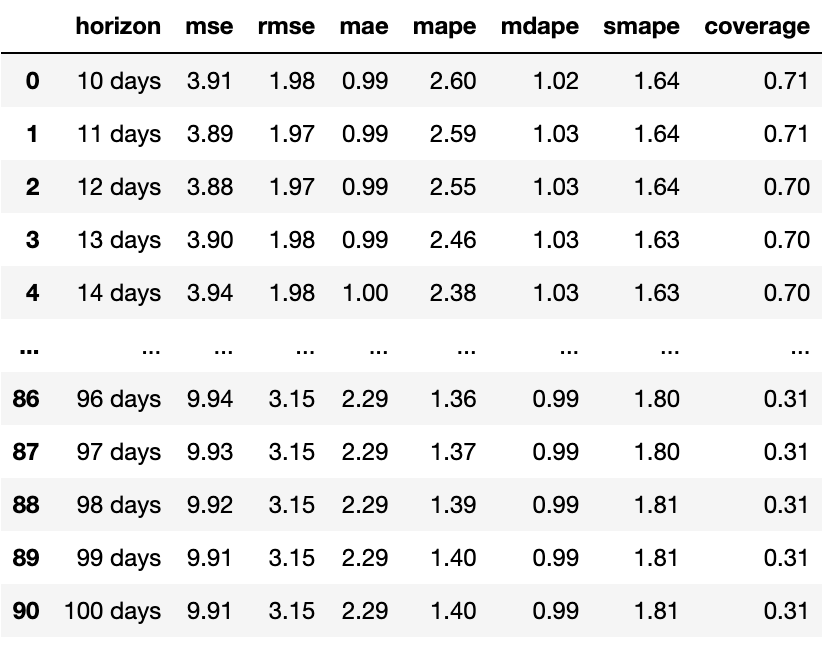 horizon mse rmse mae mape mdape smape coverage
0 10 days 3.91 1.98 0.99 2.60 1.02 1.64 0.71
1 11 days 3.89 1.97 0.99 2.59 1.03 1.64 0.71
2 12 days 3.88 1.97 0.99 2.55 1.03 1.64 0.70
3 13 days 3.90 1.98 0.99 2.46 1.03 1.63 0.70
4 14 days 3.94 1.98 1.00 2.38 1.03 1.63 0.70
... ... ... ... ... ... ... ... ...
86 96 days 9.94 3.15 2.29 1.36 0.99 1.80 0.31
87 97 days 9.93 3.15 2.29 1.37 0.99 1.80 0.31
88 98 days 9.92 3.15 2.29 1.39 0.99 1.81 0.31
89 99 days 9.91 3.15 2.29 1.40 0.99 1.81 0.31
90 100 days 9.91 3.15 2.29 1.40 0.99 1.81 0.31